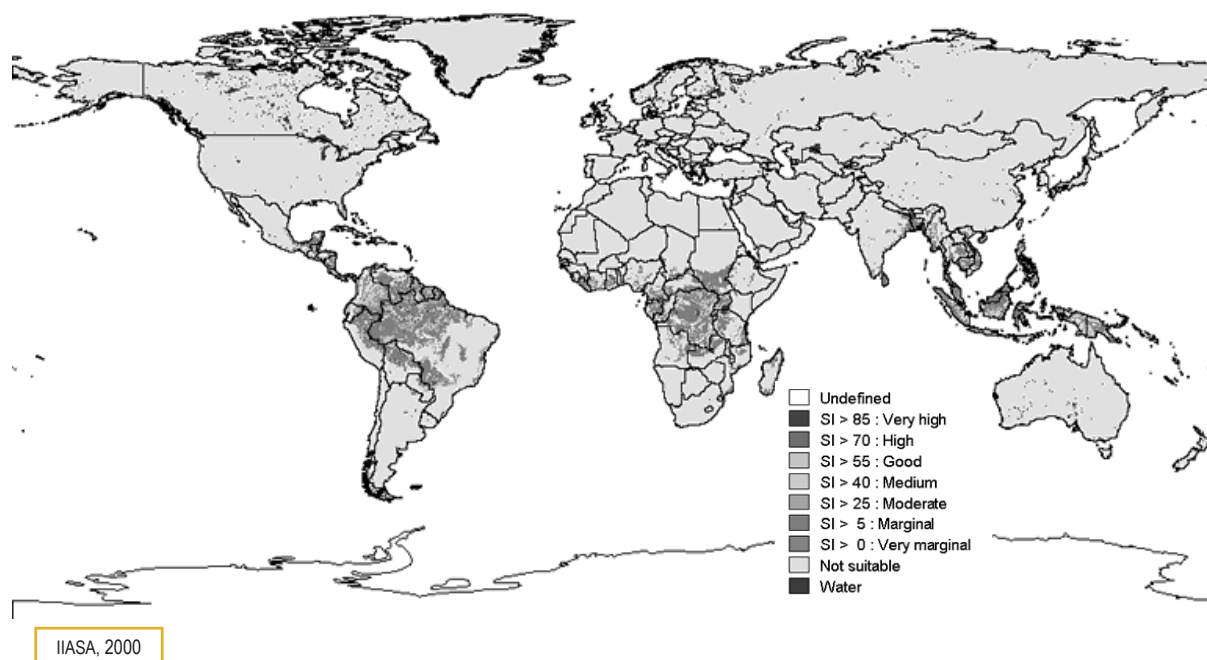 Undefined
SI > 85 : Very high
SI > 70 : High
SI > 55 : Good
SI > 40 : Medium
SI > 25 : Moderate
SI > 5 : Marginal
SI > 0 : Very marginal
Not suitable
Water
IIASA, 2000